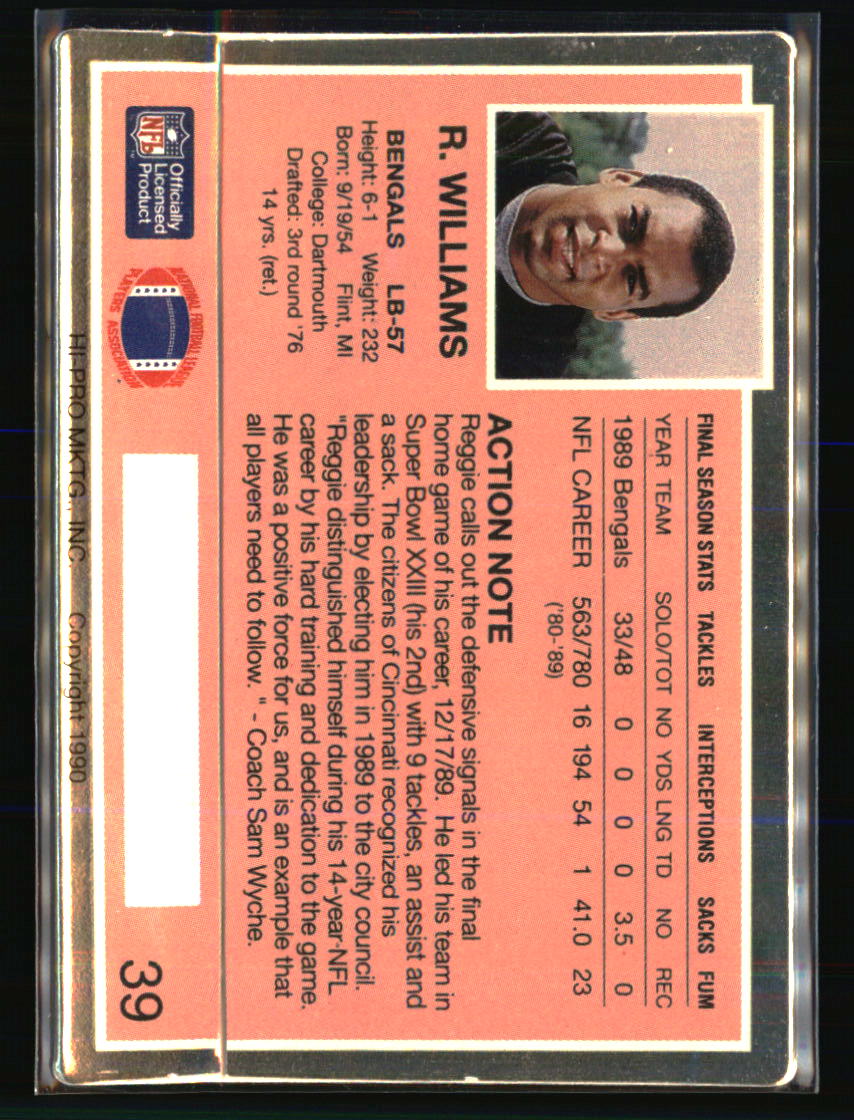 R. WILLIAMS
BENGALS LB-57
Height: 6-1 Weight: 232
Born: 9/19/54 Flint, MI
College: Dartmouth
Drafted: 3rd round '76
14 yrs. (ret.)
FINAL SEASON STATS TACKLES INTERCEPTIONS SACKS FUM
YEAR TEAM SOLO/TOT NO YDS LNG TD NO REC
1989 Bengals 33/48 0 0 0 0 3.5 0
NFL CAREER 563/780 16 194 54 1 41.0 23
('80-'89)
ACTION NOTE
Reggie calls out the defensive signals in the final
home game of his career, 12/17/89. He led his team in
Super Bowl XXIII (his 2nd) with 9 tackles, an assist and
a sack. The citizens of Cincinnati recognized his
leadership by electing him in 1989 to the city council.
"Reggie distinguished himself during his 14-year-NFL
career by his hard training and dedication to the game.
He was a positive force for us, and is an example that
all players need to follow. " - Coach Sam Wyche.
NFL
Officially
Licensed
Product
NATIONAL FOOTBALL LEAGUE
PLAYERS ASSOCIATION
39
HI-PRO MKTG., INC. Copyright 1990